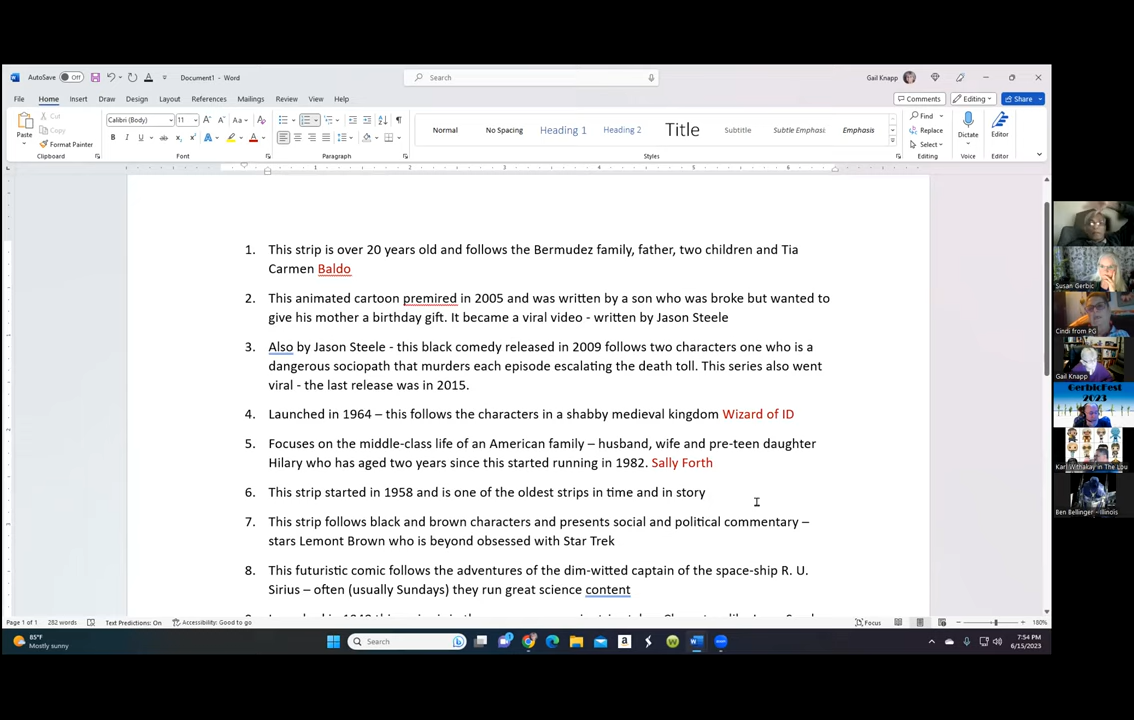 AutoSave Off Document1 - Word Search Gail Knapp
File Home Insert Draw Design Layout References Mailings Review View Help Comments Editing Share
Paste Cut Copy Format Painter Calibri (Body) 11 Normal No Spacing Heading 1 Heading 2 Title Subtitle Subtle Emphasis Emphasis Find Replace Select Dictate Editor
Clipboard Font Paragraph Styles Editing Voice Editor
1. This strip is over 20 years old and follows the Bermudez family, father, two children and Tia
Carmen Baldo
2. This animated cartoon premired in 2005 and was written by a son who was broke but wanted to
give his mother a birthday gift. It became a viral video - written by Jason Steele
3. Also by Jason Steele - this black comedy released in 2009 follows two characters one who is a
dangerous sociopath that murders each episode escalating the death toll. This series also went
viral - the last release was in 2015.
4. Launched in 1964 – this follows the characters in a shabby medieval kingdom Wizard of ID
5. Focuses on the middle-class life of an American family – husband, wife and pre-teen daughter
Hilary who has aged two years since this started running in 1982. Sally Forth
6. This strip started in 1958 and is one of the oldest strips in time and in story
7. This strip follows black and brown characters and presents social and political commentary –
stars Lemont Brown who is beyond obsessed with Star Trek
8. This futuristic comic follows the adventures of the dim-witted captain of the space-ship R. U.
Sirius – often (usually Sundays) they run great science content
Page 1 of 1 282 words Text Predictions: On Accessibility: Good to go Focus 180%
85°F
Mostly sunny
Search
7:54 PM
6/15/2023
Susan Gerbic
Cindi from PG
Gail Knapp
GerbicFest
2023
Karl Withakay in The Lou
Ben Bellinger - Illinois